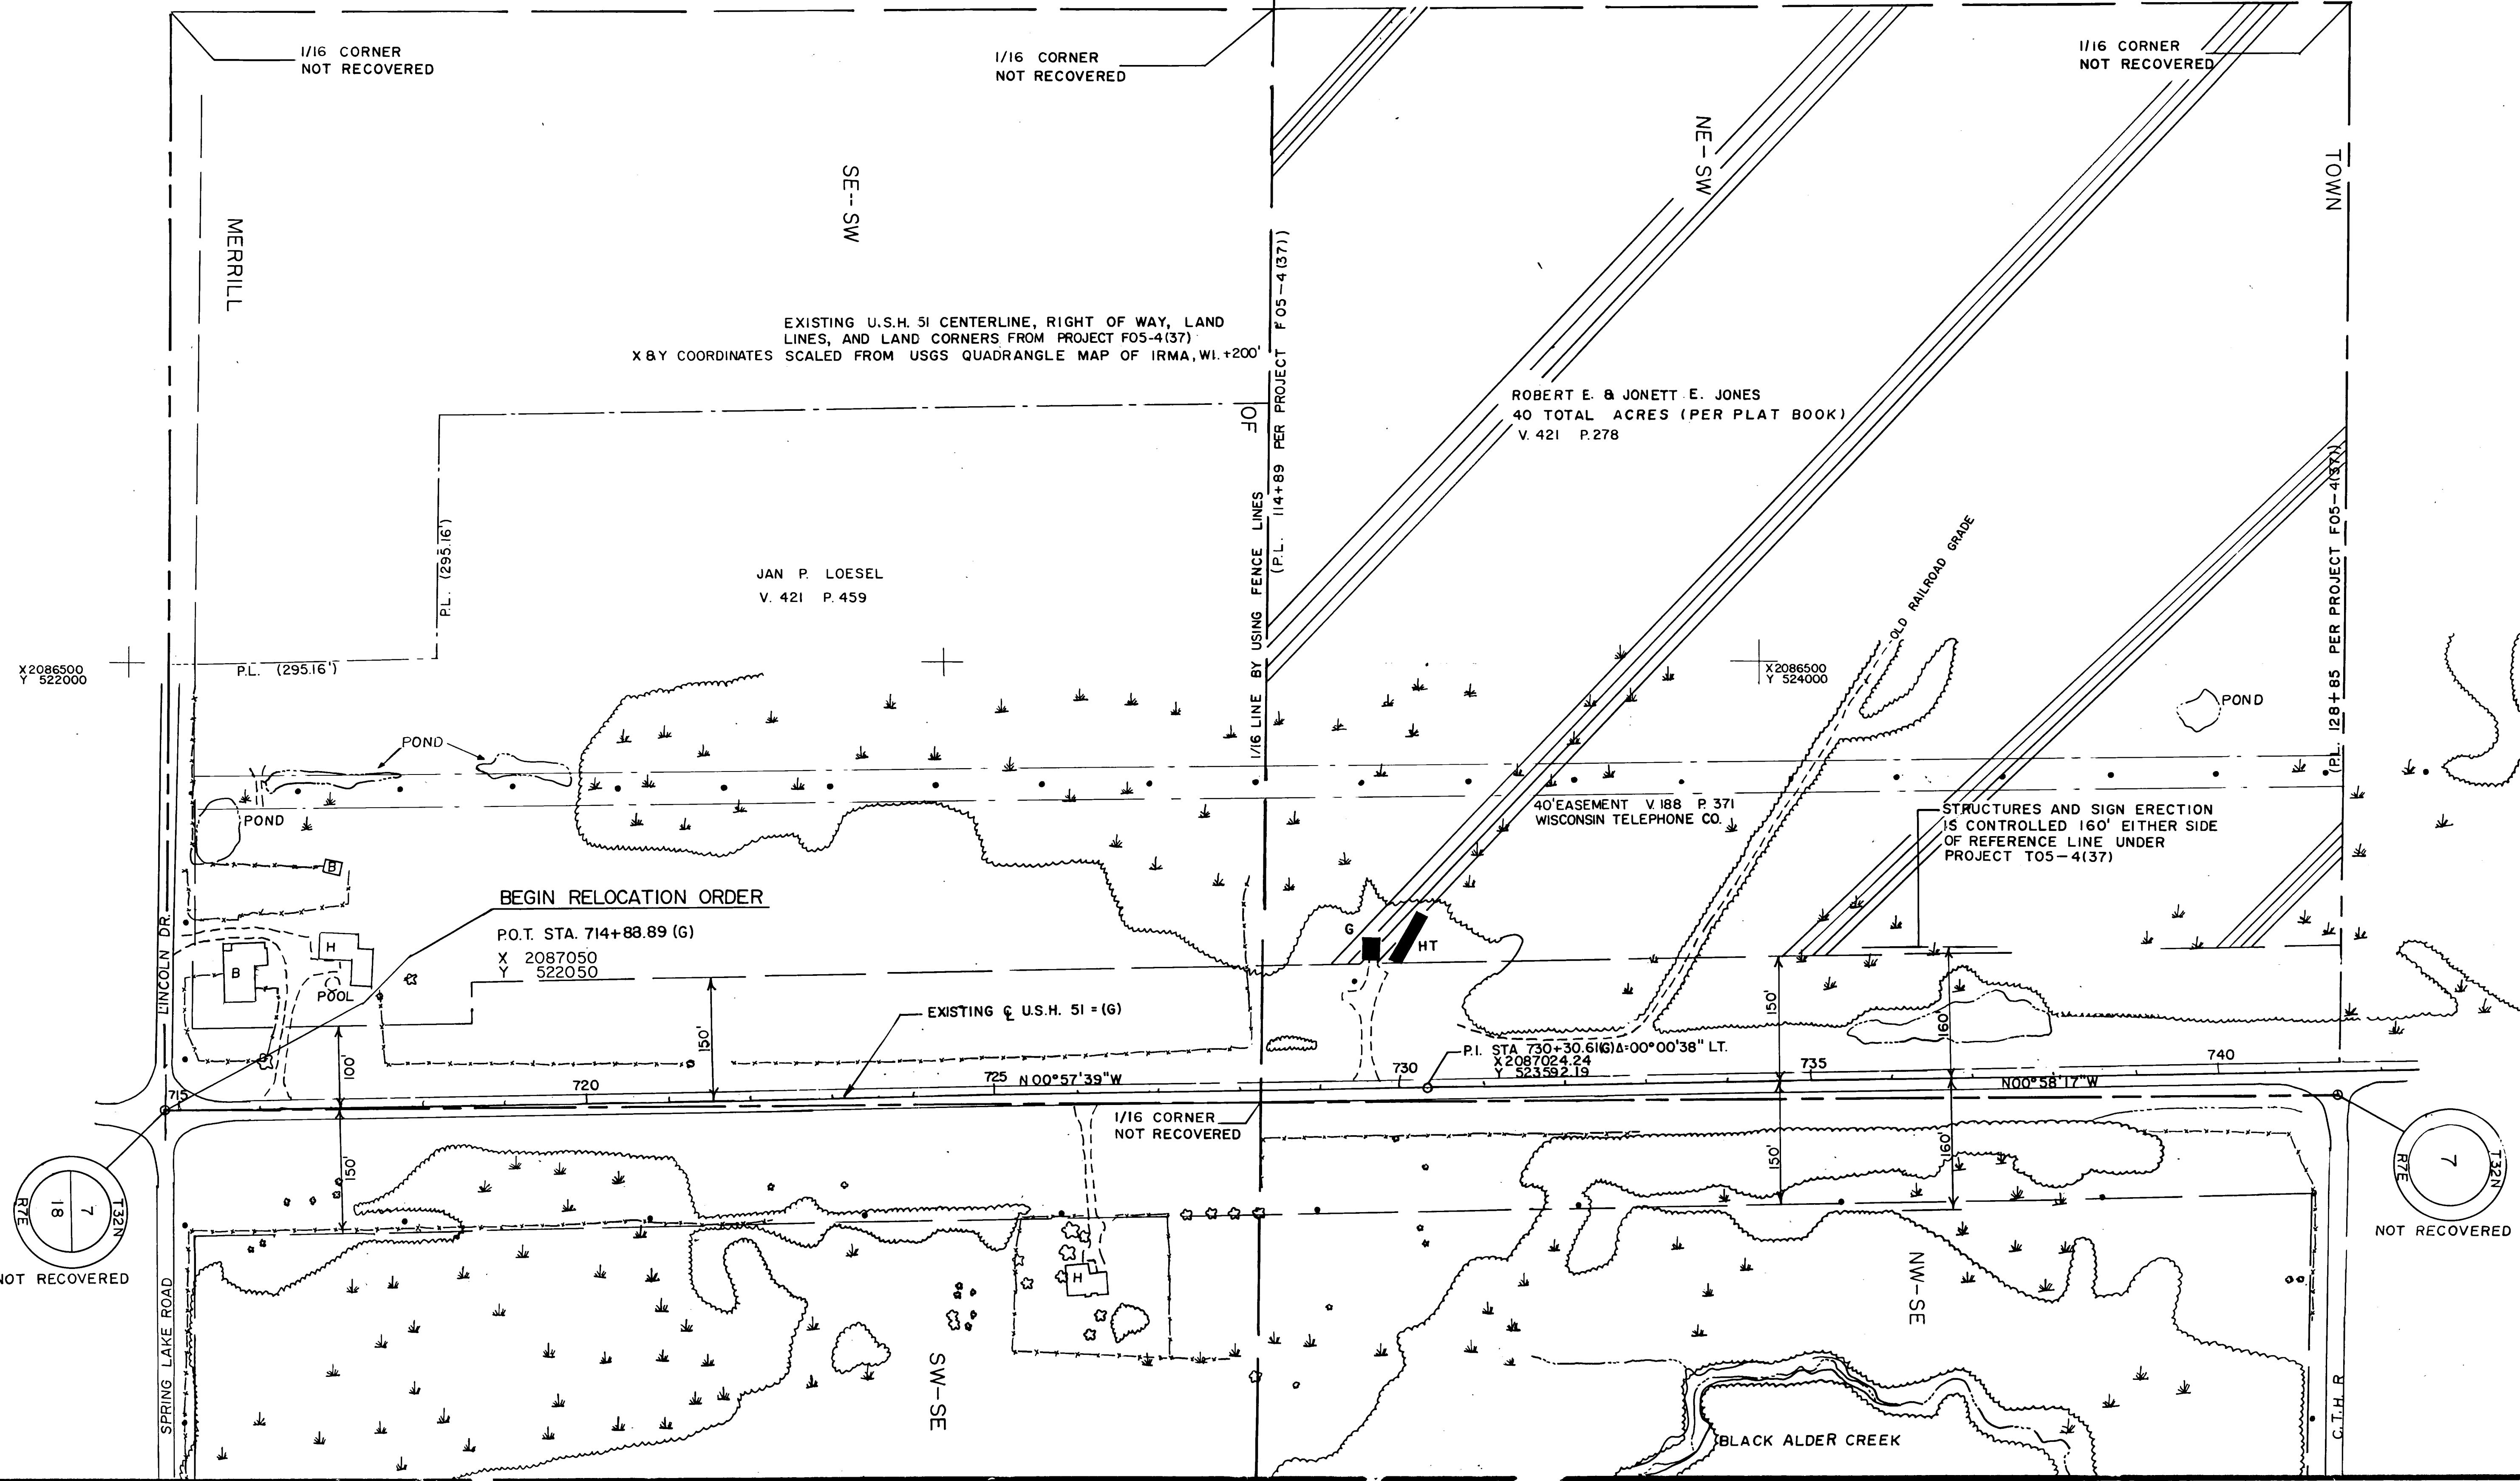 1/16 CORNER
NOT RECOVERED
1/16 CORNER
NOT RECOVERED
1/16 CORNER
NOT RECOVERED
MERRILL
SE--SW
NE-SW
TOWN
OF
EXISTING U.S.H. 51 CENTERLINE, RIGHT OF WAY, LAND
LINES, AND LAND CORNERS FROM PROJECT F05-4(37)
X & Y COORDINATES SCALED FROM USGS QUADRANGLE MAP OF IRMA, WI. +200'
ROBERT E. & JONETT E. JONES
40 TOTAL ACRES (PER PLAT BOOK)
V. 421 P.278
1/16 LINE BY USING FENCE LINES
(P.L. 114+89 PER PROJECT F05-4(37))
(P.L. 128+85 PER PROJECT F05-4(37))
P.L. (295.16')
P.L. (295.16')
JAN P. LOESEL
V. 421 P. 459
OLD RAILROAD GRADE
X 2086500
Y 522000
X 2086500
Y 524000
POND
POND
POND
40' EASEMENT V. 188 P. 371
WISCONSIN TELEPHONE CO.
STRUCTURES AND SIGN ERECTION
IS CONTROLLED 160' EITHER SIDE
OF REFERENCE LINE UNDER
PROJECT T05-4(37)
B
BEGIN RELOCATION ORDER
P.O.T. STA. 714+88.89 (G)
X 2087050
Y 522050
LINCOLN DR.
B
H
POOL
G
HT
EXISTING ℄ U.S.H. 51 = (G)
100'
150'
150'
160'
P.I. STA 730+30.61(G) Δ=00°00'38" LT.
X 2087024.24
Y 523592.19
715
720
725
N 00°57'39"W
730
735
740
N00°58'17"W
1/16 CORNER
NOT RECOVERED
150'
150'
160'
T32N
7
18
R7E
NOT RECOVERED
T32N
7
R7E
NOT RECOVERED
H
SPRING LAKE ROAD
SW-SE
NW-SE
C.T.H. R
BLACK ALDER CREEK